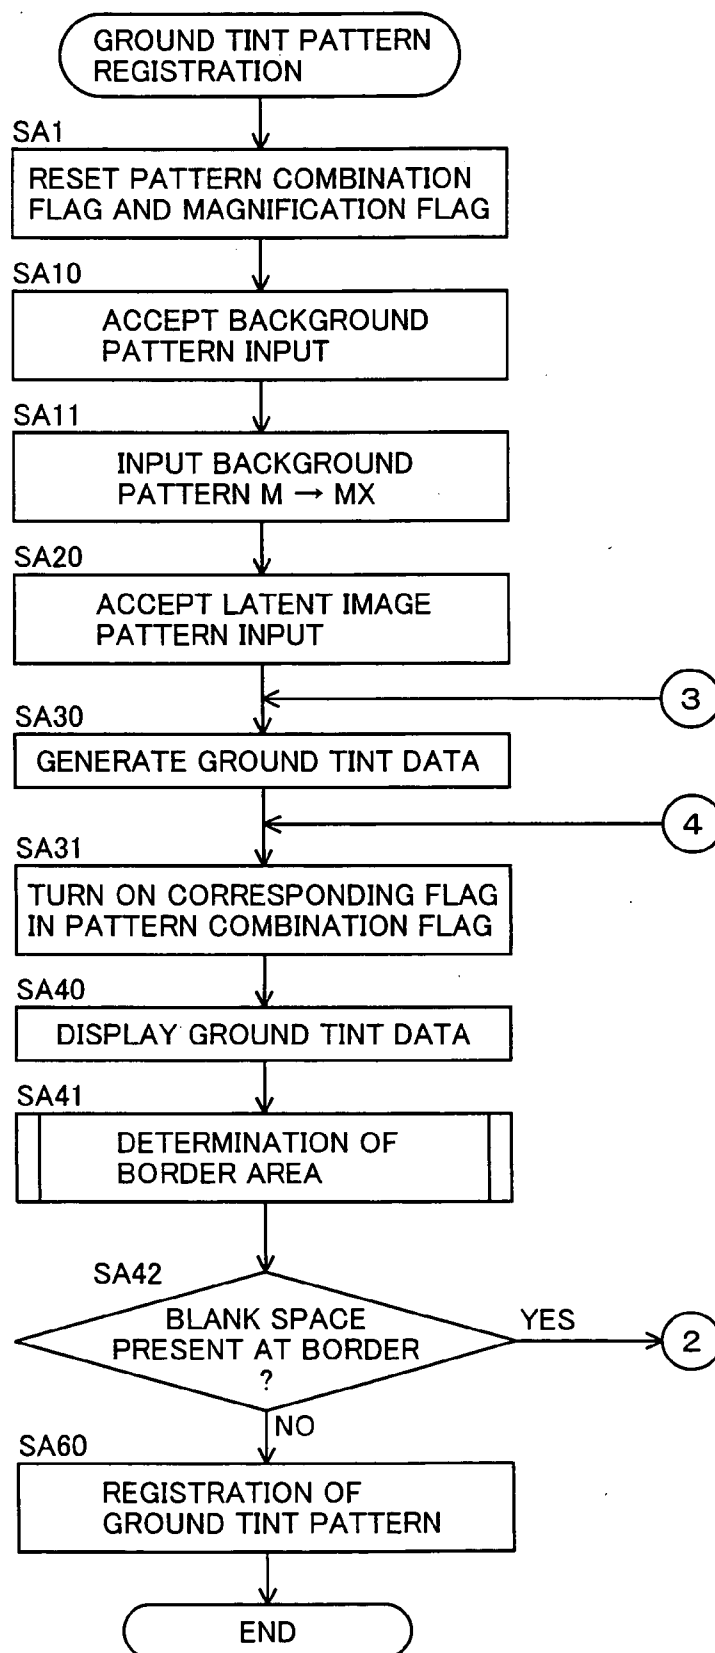 GROUND TINT PATTERN
REGISTRATION
SA1
RESET PATTERN COMBINATION
FLAG AND MAGNIFICATION FLAG
SA10
ACCEPT BACKGROUND
PATTERN INPUT
SA11
INPUT BACKGROUND
PATTERN M → MX
SA20
ACCEPT LATENT IMAGE
PATTERN INPUT
3
SA30
GENERATE GROUND TINT DATA
4
SA31
TURN ON CORRESPONDING FLAG
IN PATTERN COMBINATION FLAG
SA40
DISPLAY GROUND TINT DATA
SA41
DETERMINATION OF
BORDER AREA
SA42
BLANK SPACE
PRESENT AT BORDER
?
YES
2
NO
SA60
REGISTRATION OF
GROUND TINT PATTERN
END